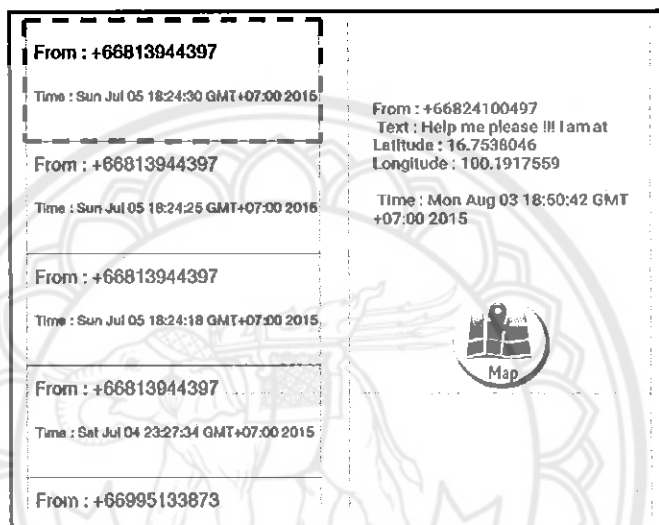 From : +66813944397
Time : Sun Jul 05 18:24:30 GMT+07:00 2015
From : +66813944397
Time : Sun Jul 05 18:24:25 GMT+07:00 2015
From : +66813944397
Time : Sun Jul 05 18:24:18 GMT+07:00 2015
From : +66813944397
Time : Sat Jul 04 23:27:34 GMT+07:00 2015
From : +66995133873
From : +66824100497
Text : Help me please !!! I am at
Latitude : 16.7538046
Longitude : 100.1917559
Time : Mon Aug 03 18:50:42 GMT
+07:00 2015
Map